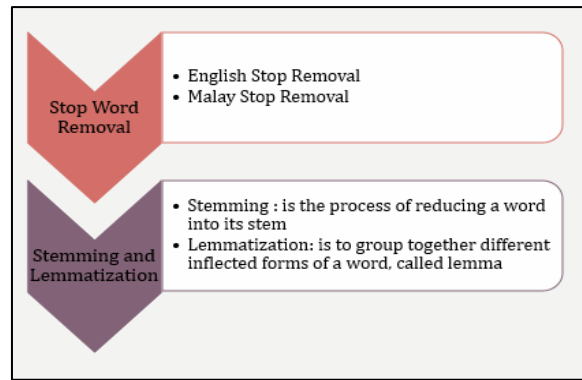 Stop Word
Removal
• English Stop Removal
• Malay Stop Removal
Stemming and
Lemmatization
• Stemming : is the process of reducing a word
into its stem
• Lemmatization: is to group together different
inflected forms of a word, called lemma